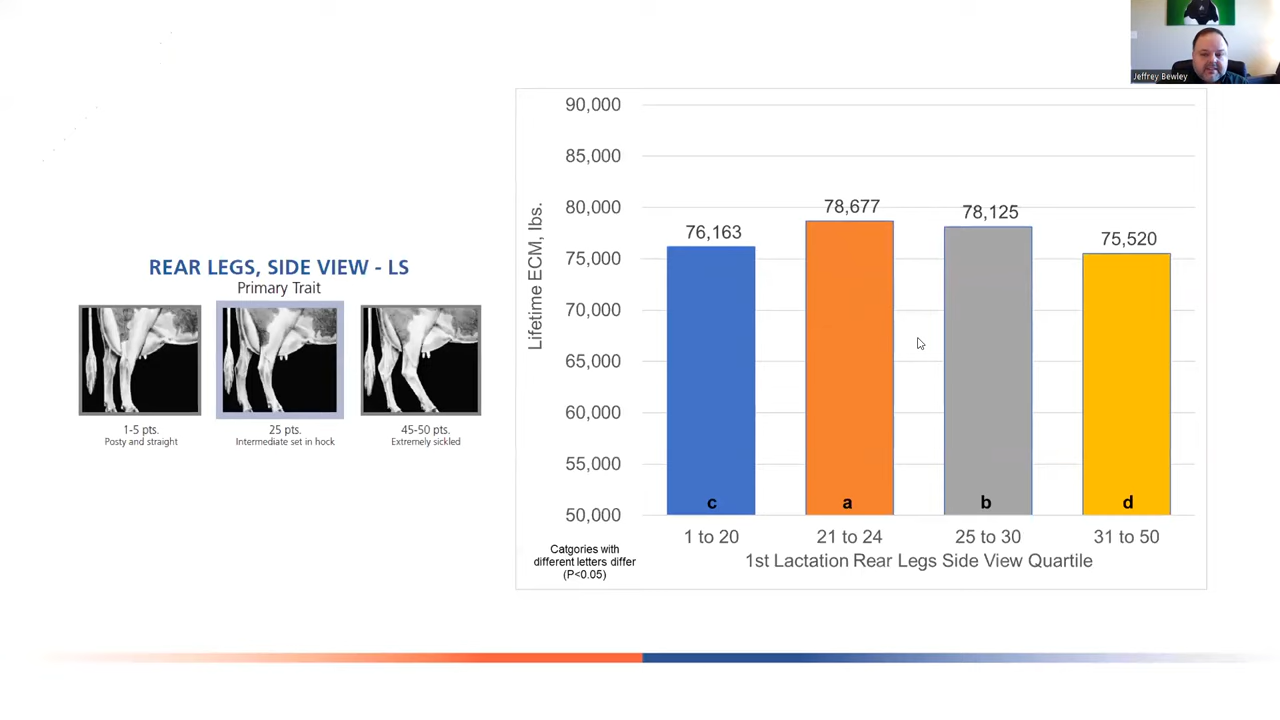 Jeffrey Bewley
REAR LEGS, SIDE VIEW - LS
Primary Trait
1-5 pts.
Posty and straight
25 pts.
Intermediate set in hock
45-50 pts.
Extremely sickled
Lifetime ECM, lbs.
90,000
85,000
80,000
75,000
70,000
65,000
60,000
55,000
50,000
76,163
78,677
78,125
75,520
c
a
b
d
1 to 20
21 to 24
25 to 30
31 to 50
1st Lactation Rear Legs Side View Quartile
Catgories with
different letters differ
(P<0.05)